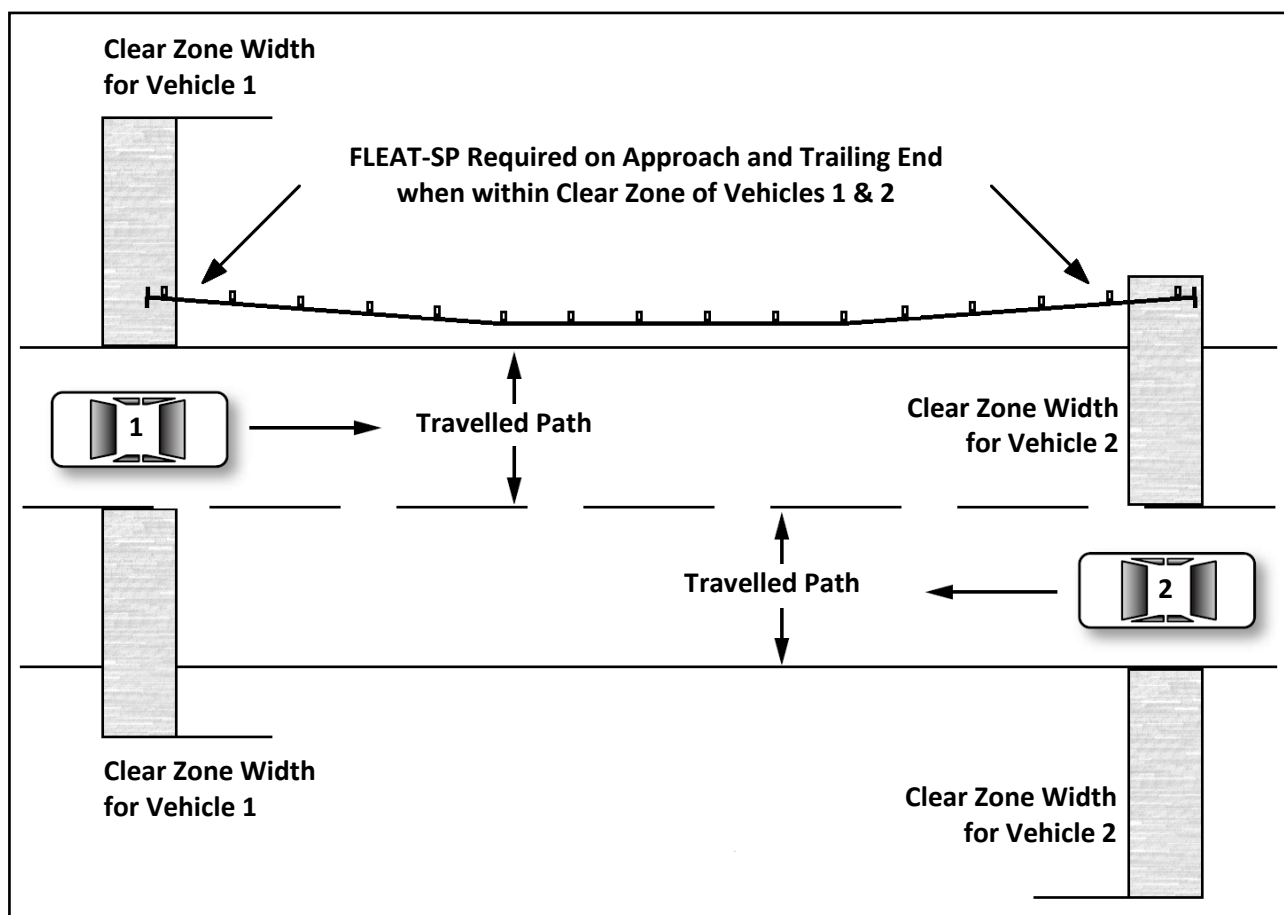 Clear Zone Width
for Vehicle 1
FLEAT-SP Required on Approach and Trailing End
when within Clear Zone of Vehicles 1 & 2
1
Travelled Path
Clear Zone Width
for Vehicle 2
Travelled Path
2
Clear Zone Width
for Vehicle 1
Clear Zone Width
for Vehicle 2